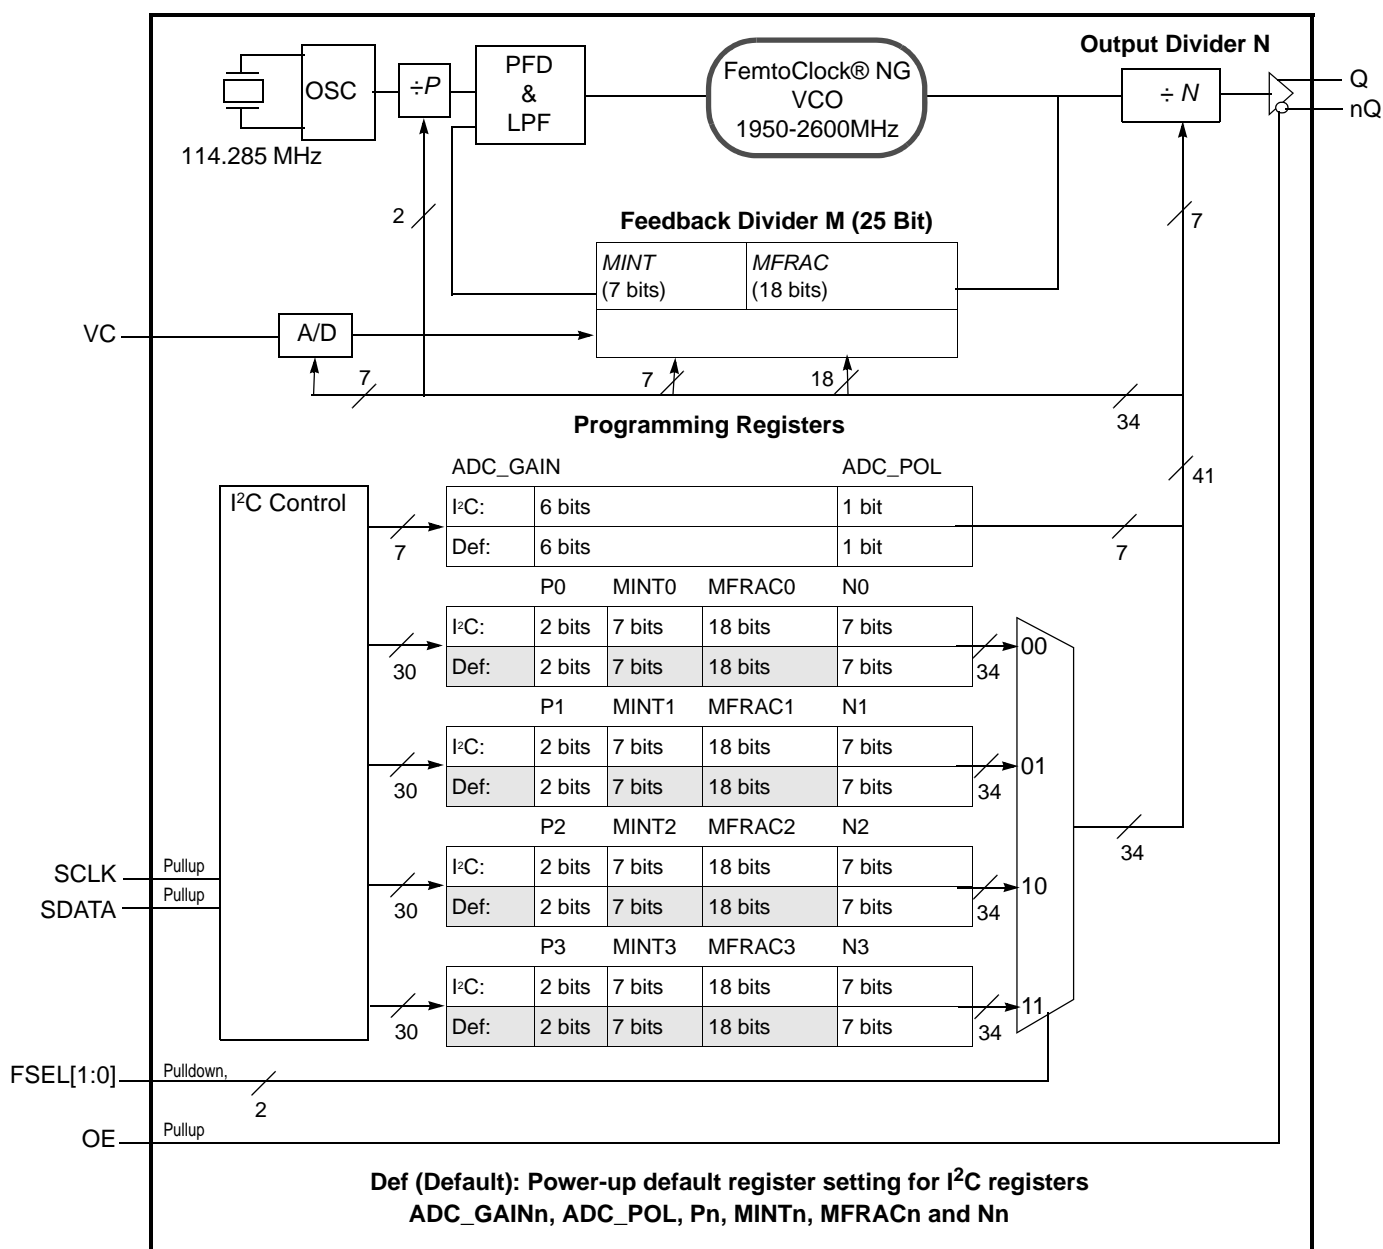 Output Divider N
OSC
÷P
PFD
&
LPF
FemtoClock® NG
VCO
1950-2600MHz
÷ N
Q
nQ
114.285 MHz
2
7
Feedback Divider M (25 Bit)
MINT
(7 bits)
MFRAC
(18 bits)
VC
A/D
7
7
18
34
Programming Registers
ADC_GAIN ADC_POL
41
I²C Control
I²C: 6 bits 1 bit
7
7
Def: 6 bits 1 bit
P0 MINT0 MFRAC0 N0
I²C: 2 bits 7 bits 18 bits 7 bits
00
30
34
Def: 2 bits 7 bits 18 bits 7 bits
P1 MINT1 MFRAC1 N1
I²C: 2 bits 7 bits 18 bits 7 bits
01
30
34
Def: 2 bits 7 bits 18 bits 7 bits
P2 MINT2 MFRAC2 N2
34
I²C: 2 bits 7 bits 18 bits 7 bits
10
30
34
Def: 2 bits 7 bits 18 bits 7 bits
SCLK Pullup
SDATA Pullup
P3 MINT3 MFRAC3 N3
I²C: 2 bits 7 bits 18 bits 7 bits
11
30
34
Def: 2 bits 7 bits 18 bits 7 bits
FSEL[1:0] Pulldown,
2
OE Pullup
Def (Default): Power-up default register setting for I²C registers
ADC_GAINn, ADC_POL, Pn, MINTn, MFRACn and Nn